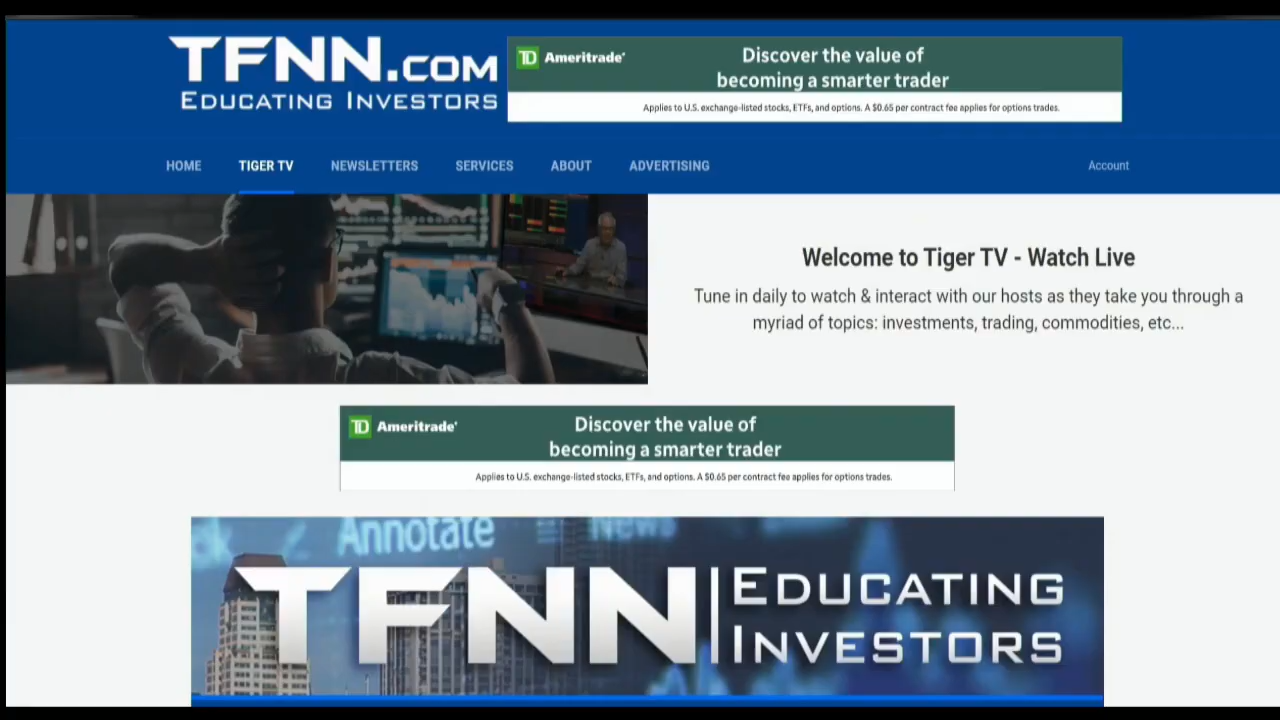 TFNN.COM
EDUCATING INVESTORS
TD Ameritrade
Discover the value of
becoming a smarter trader
Applies to U.S. exchange-listed stocks, ETFs, and options. A $0.65 per contract fee applies for options trades.
HOME TIGER TV NEWSLETTERS SERVICES ABOUT ADVERTISING Account
Welcome to Tiger TV - Watch Live
Tune in daily to watch & interact with our hosts as they take you through a
myriad of topics: investments, trading, commodities, etc...
TD Ameritrade
Discover the value of
becoming a smarter trader
Applies to U.S. exchange-listed stocks, ETFs, and options. A $0.65 per contract fee applies for options trades.
Annotate News
TFNN EDUCATING
INVESTORS